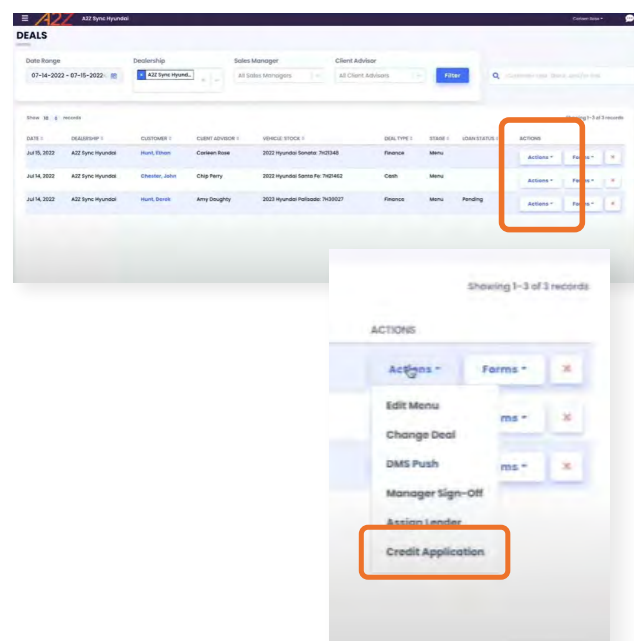 A2Z A2Z Sync Hyundai
DEALS
Date Range Dealership Sales Manager Client Advisor
07-14-2022 - 07-15-2022 × A2Z Sync Hyund... All Sales Managers All Client Advisors Filter
Show 10 records Showing 1-3 of 3 records
DATE DEALERSHIP CUSTOMER CLIENT ADVISOR VEHICLE: STOCK DEAL TYPE STAGE LOAN STATUS ACTIONS
Jul 15, 2022 A2Z Sync Hyundai Hunt, Ethan Corleen Rose 2022 Hyundai Sonata: 7H21348 Finance Menu Actions Forms ×
Jul 14, 2022 A2Z Sync Hyundai Chester, John Chip Perry 2022 Hyundai Santa Fe: 7H21462 Cash Menu Actions Forms ×
Jul 14, 2022 A2Z Sync Hyundai Hunt, Derek Amy Doughty 2023 Hyundai Palisade: 7H30027 Finance Menu Pending Actions Forms ×
Showing 1-3 of 3 records
ACTIONS
Actions Forms ×
Edit Menu
ms ×
Change Deal
DMS Push ms ×
Manager Sign-Off
Assign Lender
Credit Application